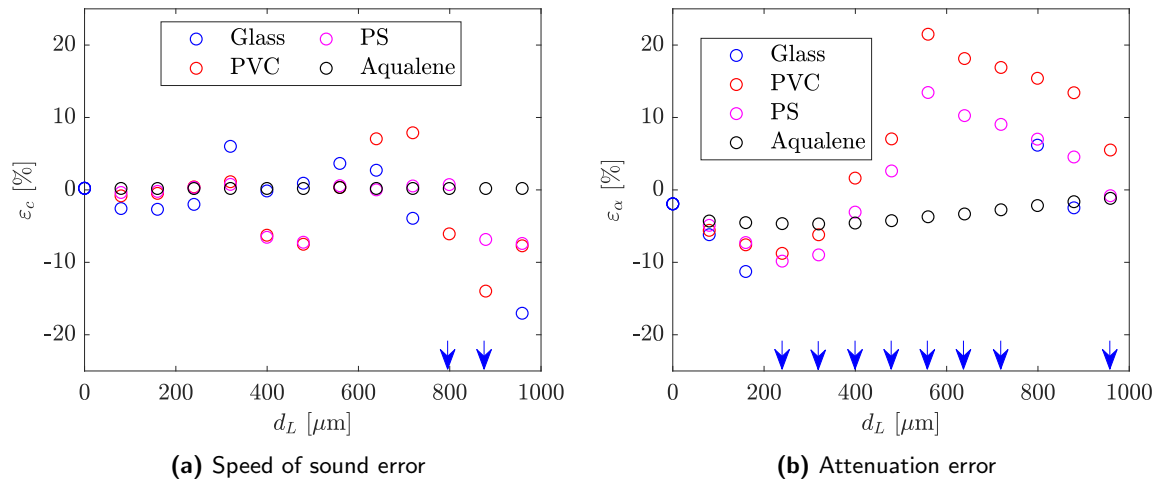 20
10
0
-10
-20
ε_c [%]
Glass PS
PVC Aqualene
0 200 400 600 800 1000
d_L [μm]
(a) Speed of sound error
20
10
0
-10
-20
ε_α [%]
Glass
PVC
PS
Aqualene
0 200 400 600 800 1000
d_L [μm]
(b) Attenuation error